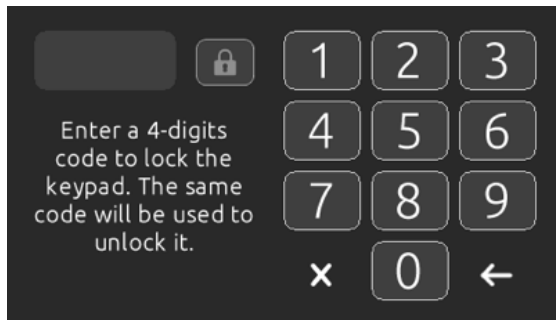 1 2 3
Enter a 4-digits
code to lock the
keypad. The same
code will be used to
unlock it.
4 5 6
7 8 9
0